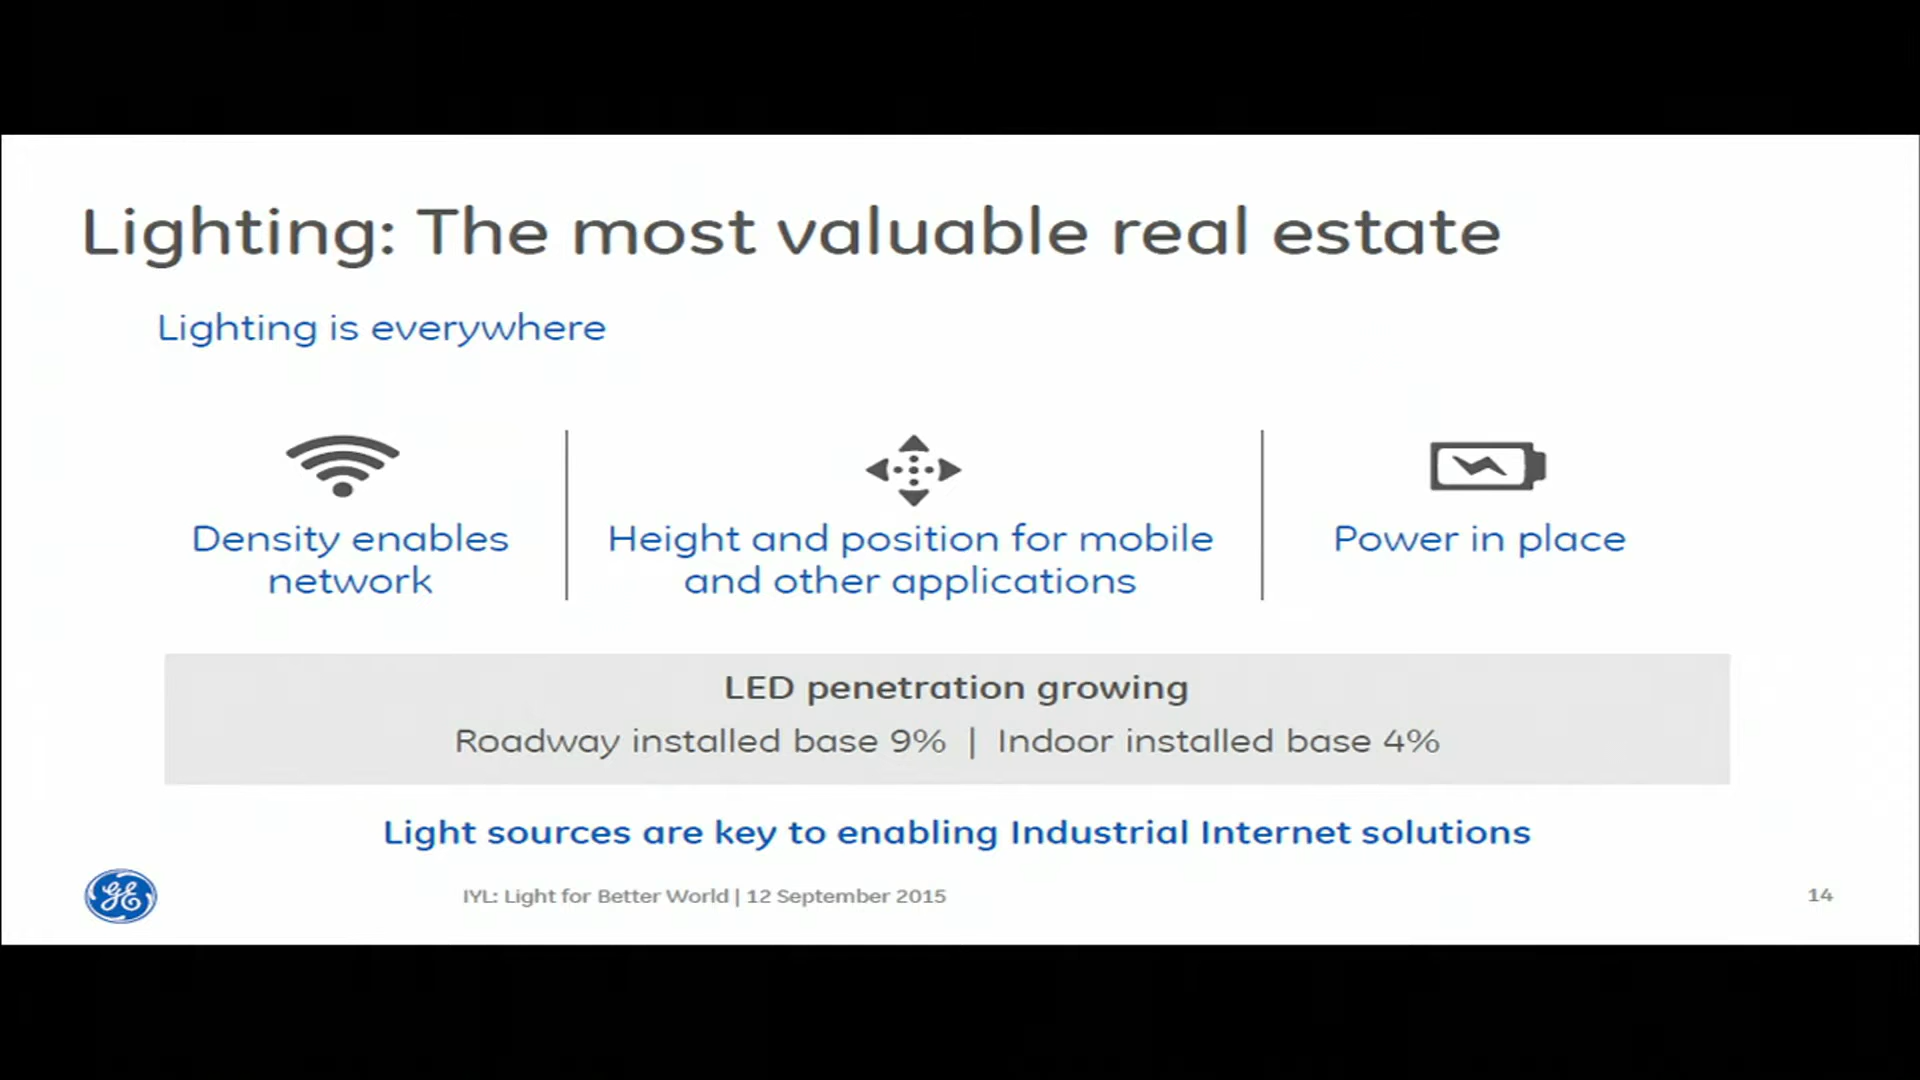 Lighting: The most valuable real estate
Lighting is everywhere
Density enables
network
Height and position for mobile
and other applications
Power in place
LED penetration growing
Roadway installed base 9% | Indoor installed base 4%
Light sources are key to enabling Industrial Internet solutions
GE
IYL: Light for Better World | 12 September 2015
14